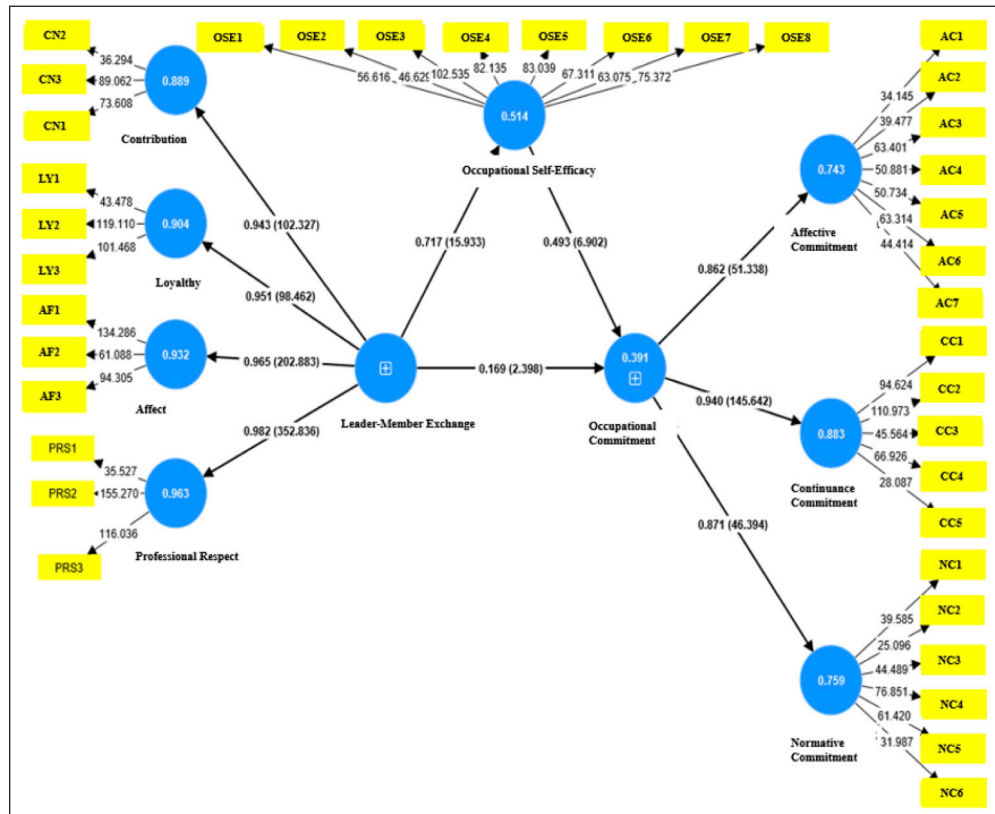 CN2
CN3
CN1
36.294
89.062
73.608
0.889
Contribution
OSE1
OSE2
OSE3
OSE4
OSE5
OSE6
OSE7
OSE8
56.616
46.629
102.535
82.135
83.039
67.311
63.075
75.372
0.514
Occupational Self-Efficacy
LY1
LY2
LY3
43.478
119.110
101.468
0.904
Loyalthy
AF1
AF2
AF3
134.286
61.088
94.305
0.932
Affect
PRS1
PRS2
PRS3
35.527
155.270
116.036
0.963
Professional Respect
0.943 (102.327)
0.951 (98.462)
0.965 (202.883)
0.982 (352.836)
Leader-Member Exchange
0.717 (15.933)
0.493 (6.902)
0.169 (2.398)
0.391
Occupational
Commitment
0.862 (51.338)
0.940 (145.642)
0.871 (46.394)
AC1
AC2
AC3
AC4
AC5
AC6
AC7
34.145
39.477
63.401
50.881
50.734
63.314
44.414
0.743
Affective
Commitment
CC1
CC2
CC3
CC4
CC5
94.624
110.973
45.564
66.926
28.087
0.883
Continuance
Commitment
NC1
NC2
NC3
NC4
NC5
NC6
39.585
25.096
44.489
76.851
61.420
31.987
0.759
Normative
Commitment